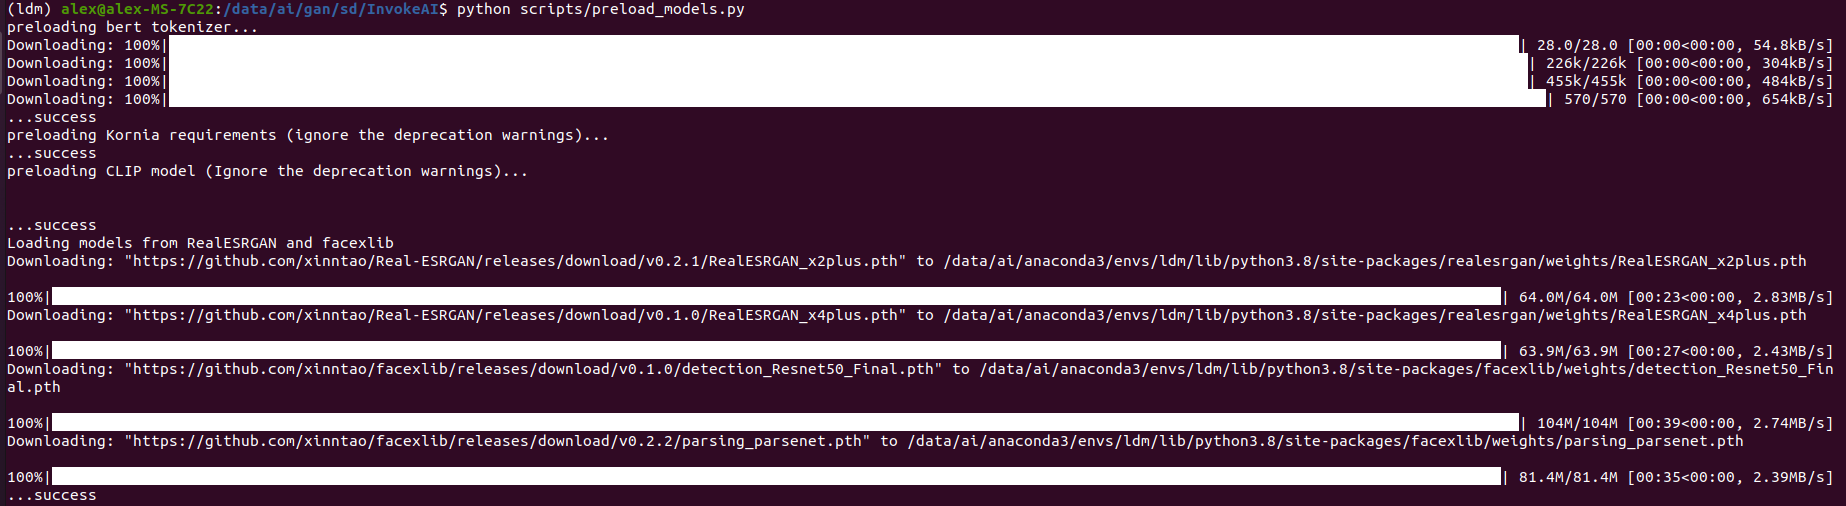 (ldm) alex@alex-MS-7C22:/data/ai/gan/sd/InvokeAI$ python scripts/preload_models.py
preloading bert tokenizer...
Downloading: 100%| | 28.0/28.0 [00:00<00:00, 54.8kB/s]
Downloading: 100%| | 226k/226k [00:00<00:00, 304kB/s]
Downloading: 100%| | 455k/455k [00:00<00:00, 484kB/s]
Downloading: 100%| | 570/570 [00:00<00:00, 654kB/s]
...success
preloading Kornia requirements (ignore the deprecation warnings)...
...success
preloading CLIP model (Ignore the deprecation warnings)...
...success
Loading models from RealESRGAN and facexlib
Downloading: "https://github.com/xinntao/Real-ESRGAN/releases/download/v0.2.1/RealESRGAN_x2plus.pth" to /data/ai/anaconda3/envs/ldm/lib/python3.8/site-packages/realesrgan/weights/RealESRGAN_x2plus.pth
100%| | 64.0M/64.0M [00:23<00:00, 2.83MB/s]
Downloading: "https://github.com/xinntao/Real-ESRGAN/releases/download/v0.1.0/RealESRGAN_x4plus.pth" to /data/ai/anaconda3/envs/ldm/lib/python3.8/site-packages/realesrgan/weights/RealESRGAN_x4plus.pth
100%| | 63.9M/63.9M [00:27<00:00, 2.43MB/s]
Downloading: "https://github.com/xinntao/facexlib/releases/download/v0.1.0/detection_Resnet50_Final.pth" to /data/ai/anaconda3/envs/ldm/lib/python3.8/site-packages/facexlib/weights/detection_Resnet50_Fin
al.pth
100%| | 104M/104M [00:39<00:00, 2.74MB/s]
Downloading: "https://github.com/xinntao/facexlib/releases/download/v0.2.2/parsing_parsenet.pth" to /data/ai/anaconda3/envs/ldm/lib/python3.8/site-packages/facexlib/weights/parsing_parsenet.pth
100%| | 81.4M/81.4M [00:35<00:00, 2.39MB/s]
...success